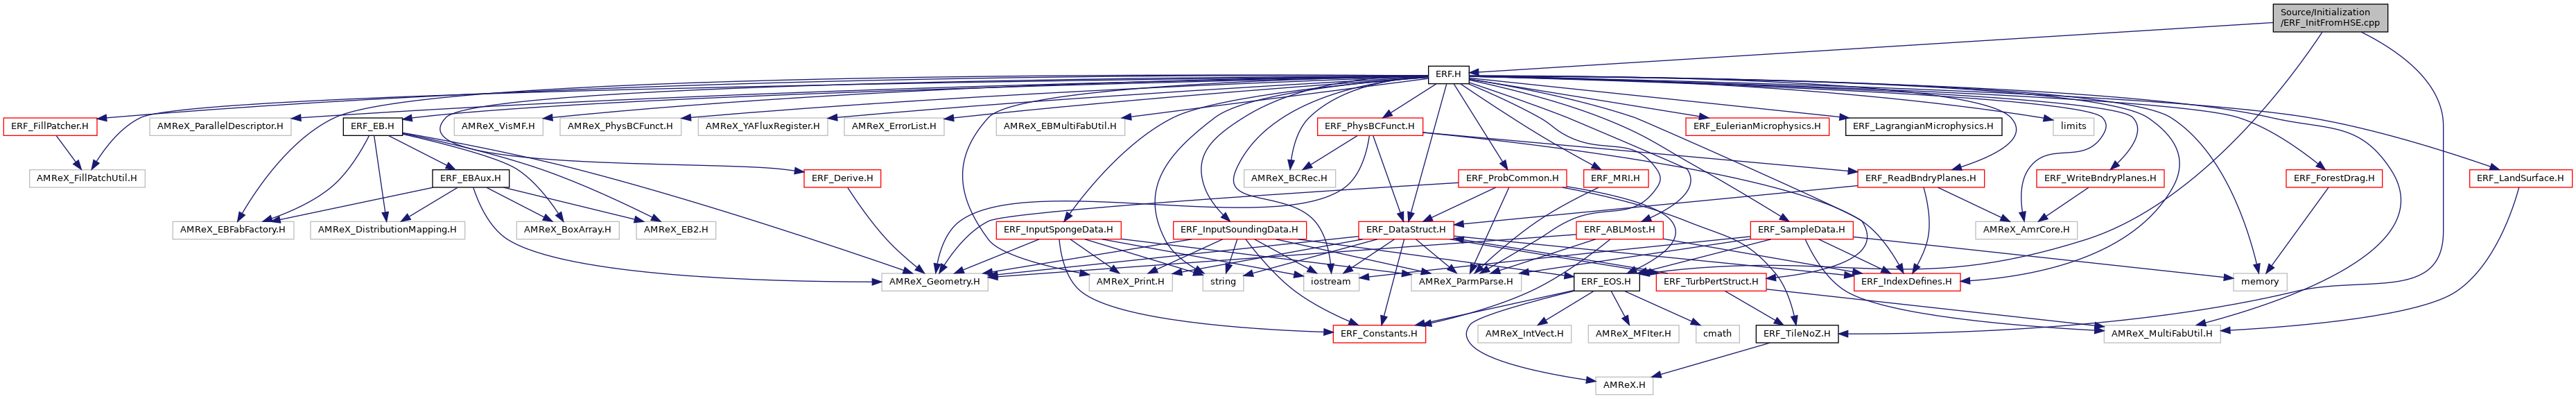 Source/Initialization
/ERF_InitFromHSE.cpp
ERF.H
ERF_FillPatcher.H
AMReX_ParallelDescriptor.H
ERF_EB.H
AMReX_VisMF.H
AMReX_PhysBCFunct.H
AMReX_YAFluxRegister.H
AMReX_ErrorList.H
AMReX_EBMultiFabUtil.H
ERF_PhysBCFunct.H
ERF_EulerianMicrophysics.H
ERF_LagrangianMicrophysics.H
limits
AMReX_FillPatchUtil.H
ERF_EBAux.H
ERF_Derive.H
AMReX_BCRec.H
ERF_ProbCommon.H
ERF_MRI.H
ERF_ReadBndryPlanes.H
ERF_WriteBndryPlanes.H
ERF_ForestDrag.H
ERF_LandSurface.H
AMReX_EBFabFactory.H
AMReX_DistributionMapping.H
AMReX_BoxArray.H
AMReX_EB2.H
ERF_InputSpongeData.H
ERF_InputSoundingData.H
ERF_DataStruct.H
ERF_ABLMost.H
ERF_SampleData.H
AMReX_AmrCore.H
AMReX_Geometry.H
AMReX_Print.H
string
iostream
AMReX_ParmParse.H
ERF_EOS.H
ERF_TurbPertStruct.H
ERF_IndexDefines.H
memory
ERF_Constants.H
AMReX_IntVect.H
AMReX_MFIter.H
cmath
ERF_TileNoZ.H
AMReX_MultiFabUtil.H
AMReX.H